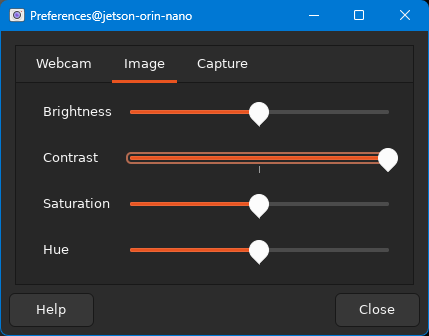 Preferences@jetson-orin-nano
Webcam Image Capture
Brightness
Contrast
Saturation
Hue
Help Close